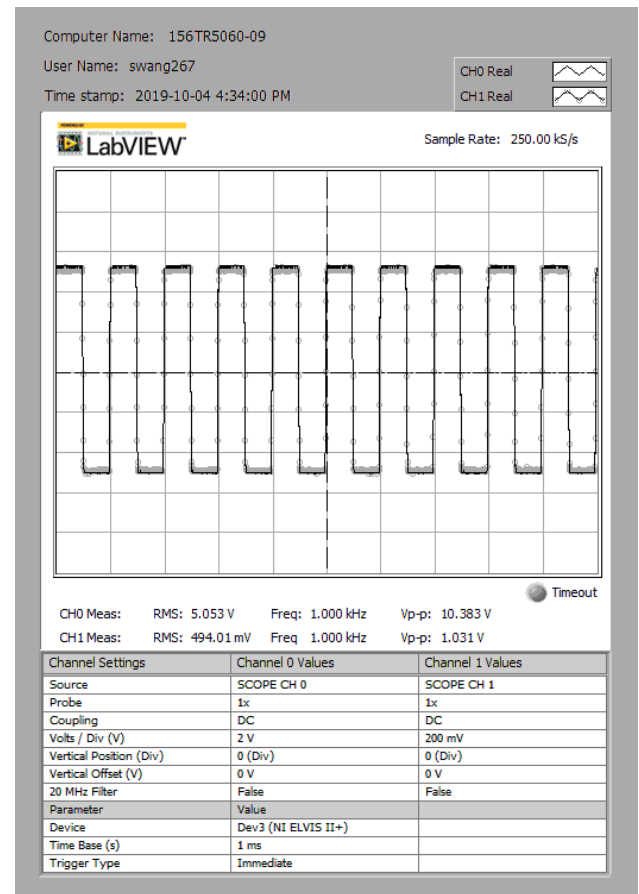 Computer Name: 156TR5060-09
User Name: swang267
Time stamp: 2019-10-04 4:34:00 PM
CH0 Real
CH1 Real
POWERED BY
NATIONAL INSTRUMENTS
LabVIEW
Sample Rate: 250.00 kS/s
Timeout
CH0 Meas: RMS: 5.053 V Freq: 1.000 kHz Vp-p: 10.383 V
CH1 Meas: RMS: 494.01 mV Freq 1.000 kHz Vp-p: 1.031 V
Channel Settings Channel 0 Values Channel 1 Values
Source SCOPE CH 0 SCOPE CH 1
Probe 1x 1x
Coupling DC DC
Volts / Div (V) 2 V 200 mV
Vertical Position (Div) 0 (Div) 0 (Div)
Vertical Offset (V) 0 V 0 V
20 MHz Filter False False
Parameter Value
Device Dev3 (NI ELVIS II+)
Time Base (s) 1 ms
Trigger Type Immediate